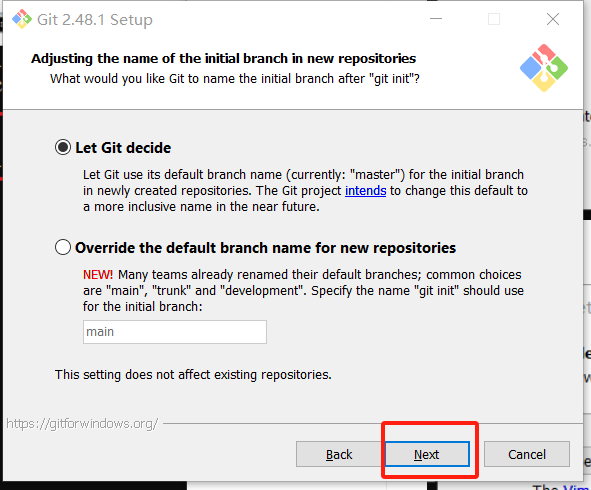 Git 2.48.1 Setup
Adjusting the name of the initial branch in new repositories
What would you like Git to name the initial branch after "git init"?
Let Git decide
Let Git use its default branch name (currently: "master") for the initial branch
in newly created repositories. The Git project intends to change this default to
a more inclusive name in the near future.
Override the default branch name for new repositories
NEW! Many teams already renamed their default branches; common choices
are "main", "trunk" and "development". Specify the name "git init" should use
for the initial branch:
main
This setting does not affect existing repositories.
https://gitforwindows.org/
Back
Next
Cancel
The Vim